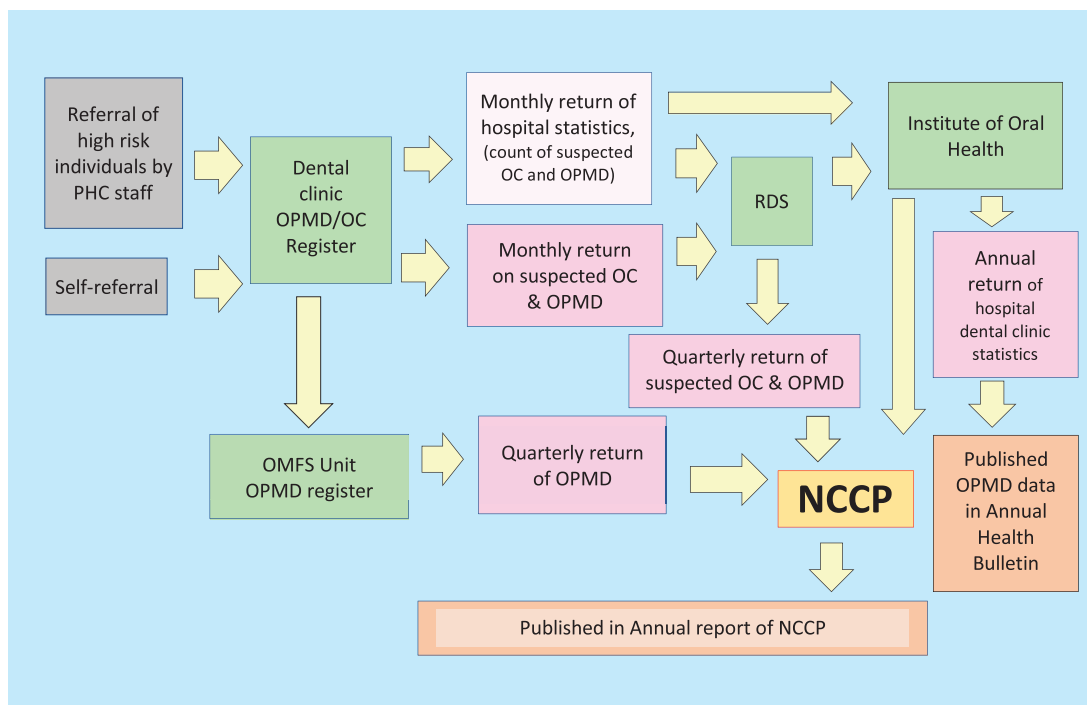 Referral of
high risk
individuals by
PHC staff
Self-referral
Dental
clinic
OPMD/OC
Register
Monthly return of
hospital statistics,
(count of suspected
OC and OPMD)
Monthly return
on suspected OC
& OPMD
RDS
Institute of Oral
Health
Annual
return of
hospital
dental clinic
statistics
Quarterly return of
suspected OC & OPMD
OMFS Unit
OPMD register
Quarterly return
of OPMD
NCCP
Published
OPMD data
in Annual
Health
Bulletin
Published in Annual report of NCCP